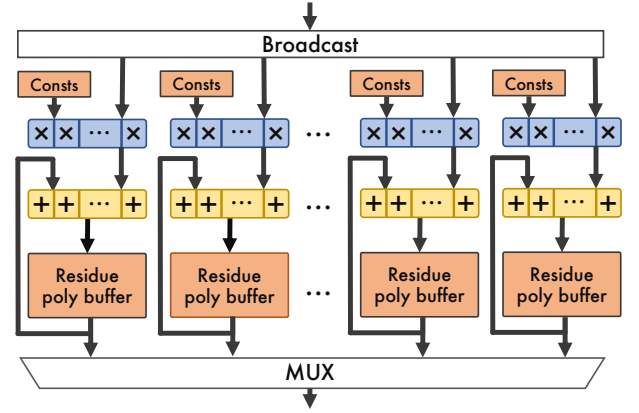 Broadcast
Consts Consts Consts Consts
× × ... × × × ... × ... × × ... × × × ... ×
+ + ... + + + ... + ... + + ... + + + ... +
Residue Residue Residue Residue
poly buffer poly buffer ... poly buffer poly buffer
MUX